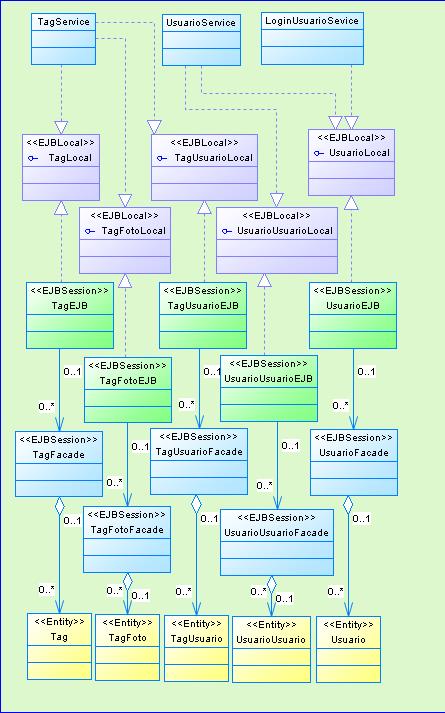 TagService
UsuarioService
LoginUsuarioService
<<EJBLocal>>
TagLocal
<<EJBLocal>>
TagUsuarioLocal
<<EJBLocal>>
UsuarioLocal
<<EJBLocal>>
TagFotoLocal
<<EJBLocal>>
UsuarioUsuarioLocal
<<EJBSession>>
TagEJB
<<EJBSession>>
TagUsuarioEJB
<<EJBSession>>
UsuarioEJB
<<EJBSession>>
TagFotoEJB
<<EJBSession>>
UsuarioUsuarioEJB
0..1
0..1
0..1
0..*
0..*
0..*
<<EJBSession>>
TagFacade
<<EJBSession>>
TagUsuarioFacade
<<EJBSession>>
UsuarioFacade
0..1
0..1
0..*
0..*
<<EJBSession>>
TagFotoFacade
<<EJBSession>>
UsuarioUsuarioFacade
0..1
0..1
0..1
0..*
0..*
0..*
0..*
0..*
0..1
0..1
<<Entity>>
Tag
<<Entity>>
TagFoto
<<Entity>>
TagUsuario
<<Entity>>
UsuarioUsuario
<<Entity>>
Usuario